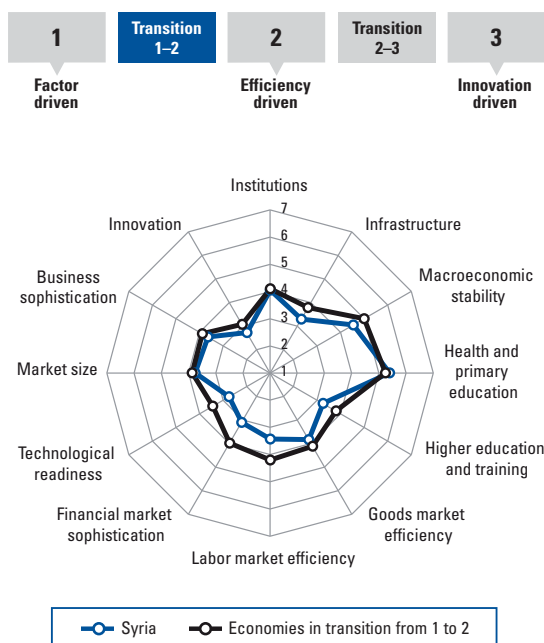 1
Transition
1–2
2
Transition
2–3
3
Factor
driven
Efficiency
driven
Innovation
driven
Institutions
7
6
5
4
3
2
1
Infrastructure
Macroeconomic
stability
Health and
primary
education
Higher education
and training
Goods market
efficiency
Labor market efficiency
Financial market
sophistication
Technological
readiness
Market size
Business
sophistication
Innovation
Syria
Economies in transition from 1 to 2